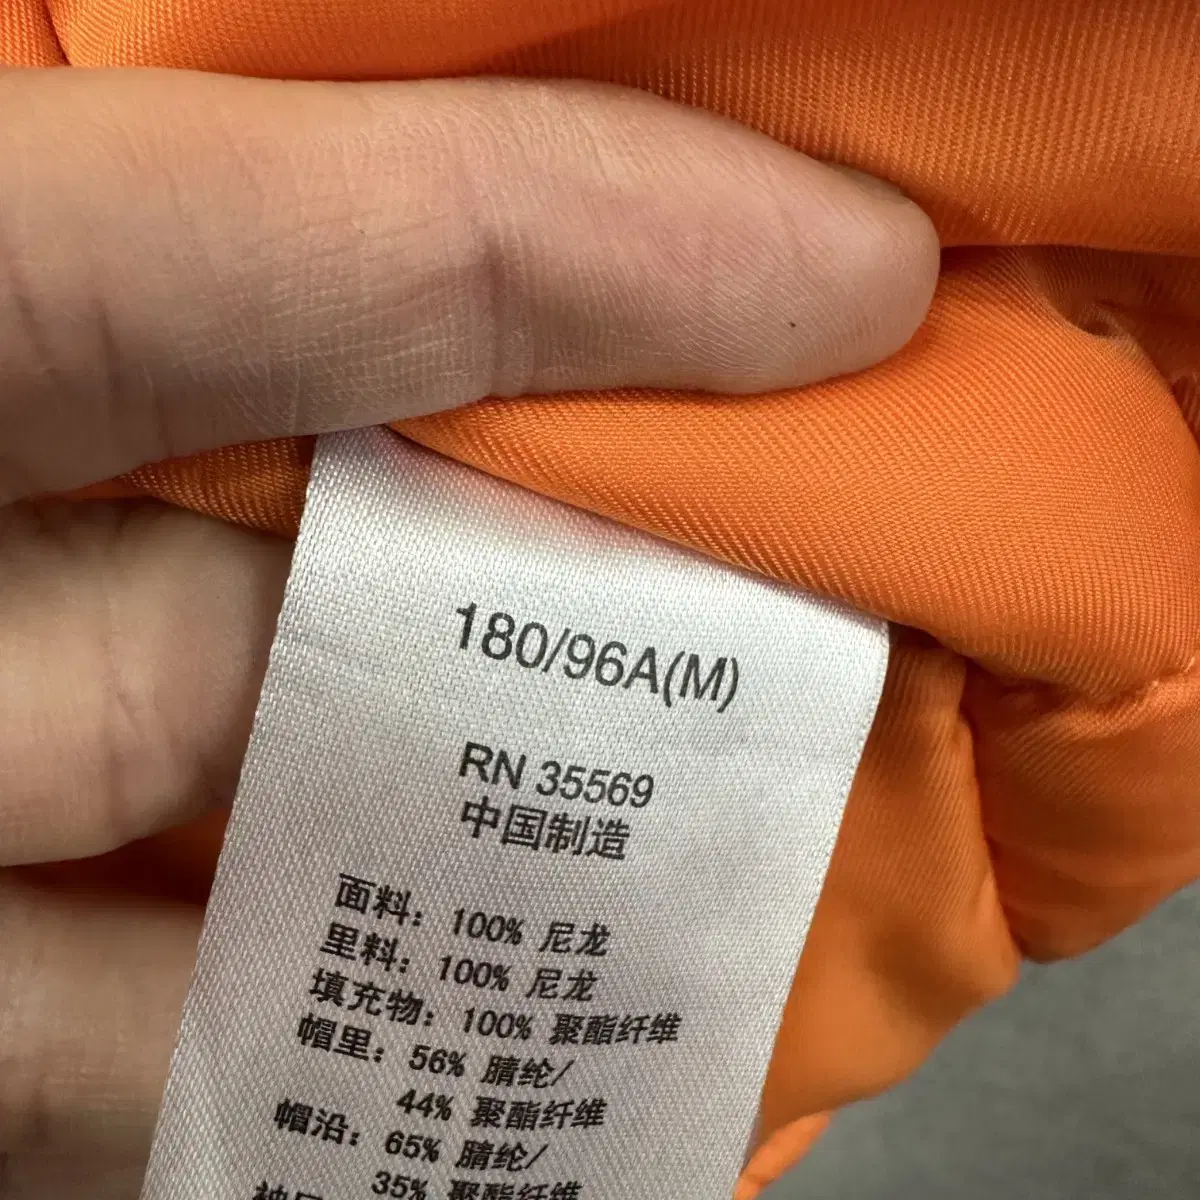 180/96A(M)
RN 35569
中国制造
面料: 100% 尼龙
里料: 100% 尼龙
填充物: 100% 聚酯纤维
帽里: 56% 腈纶/
44% 聚酯纤维
帽沿: 65% 腈纶/
35% 聚酯纤维